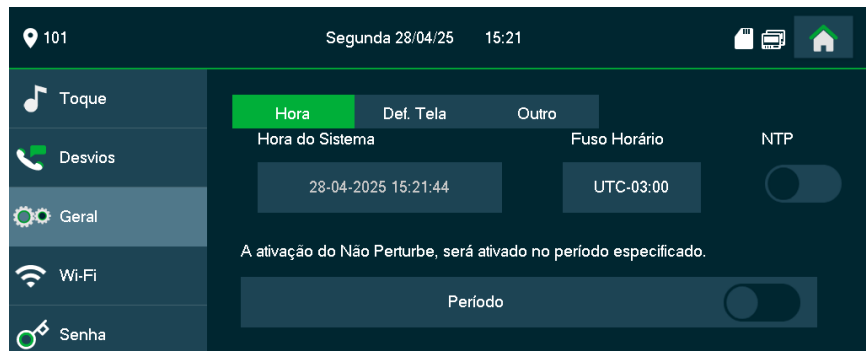 101
Segunda 28/04/25 15:21
Toque
Desvios
Geral
Wi-Fi
Senha
Hora
Def. Tela
Outro
Hora do Sistema
Fuso Horário
NTP
28-04-2025 15:21:44
UTC-03:00
A ativação do Não Perturbe, será ativado no período especificado.
Período